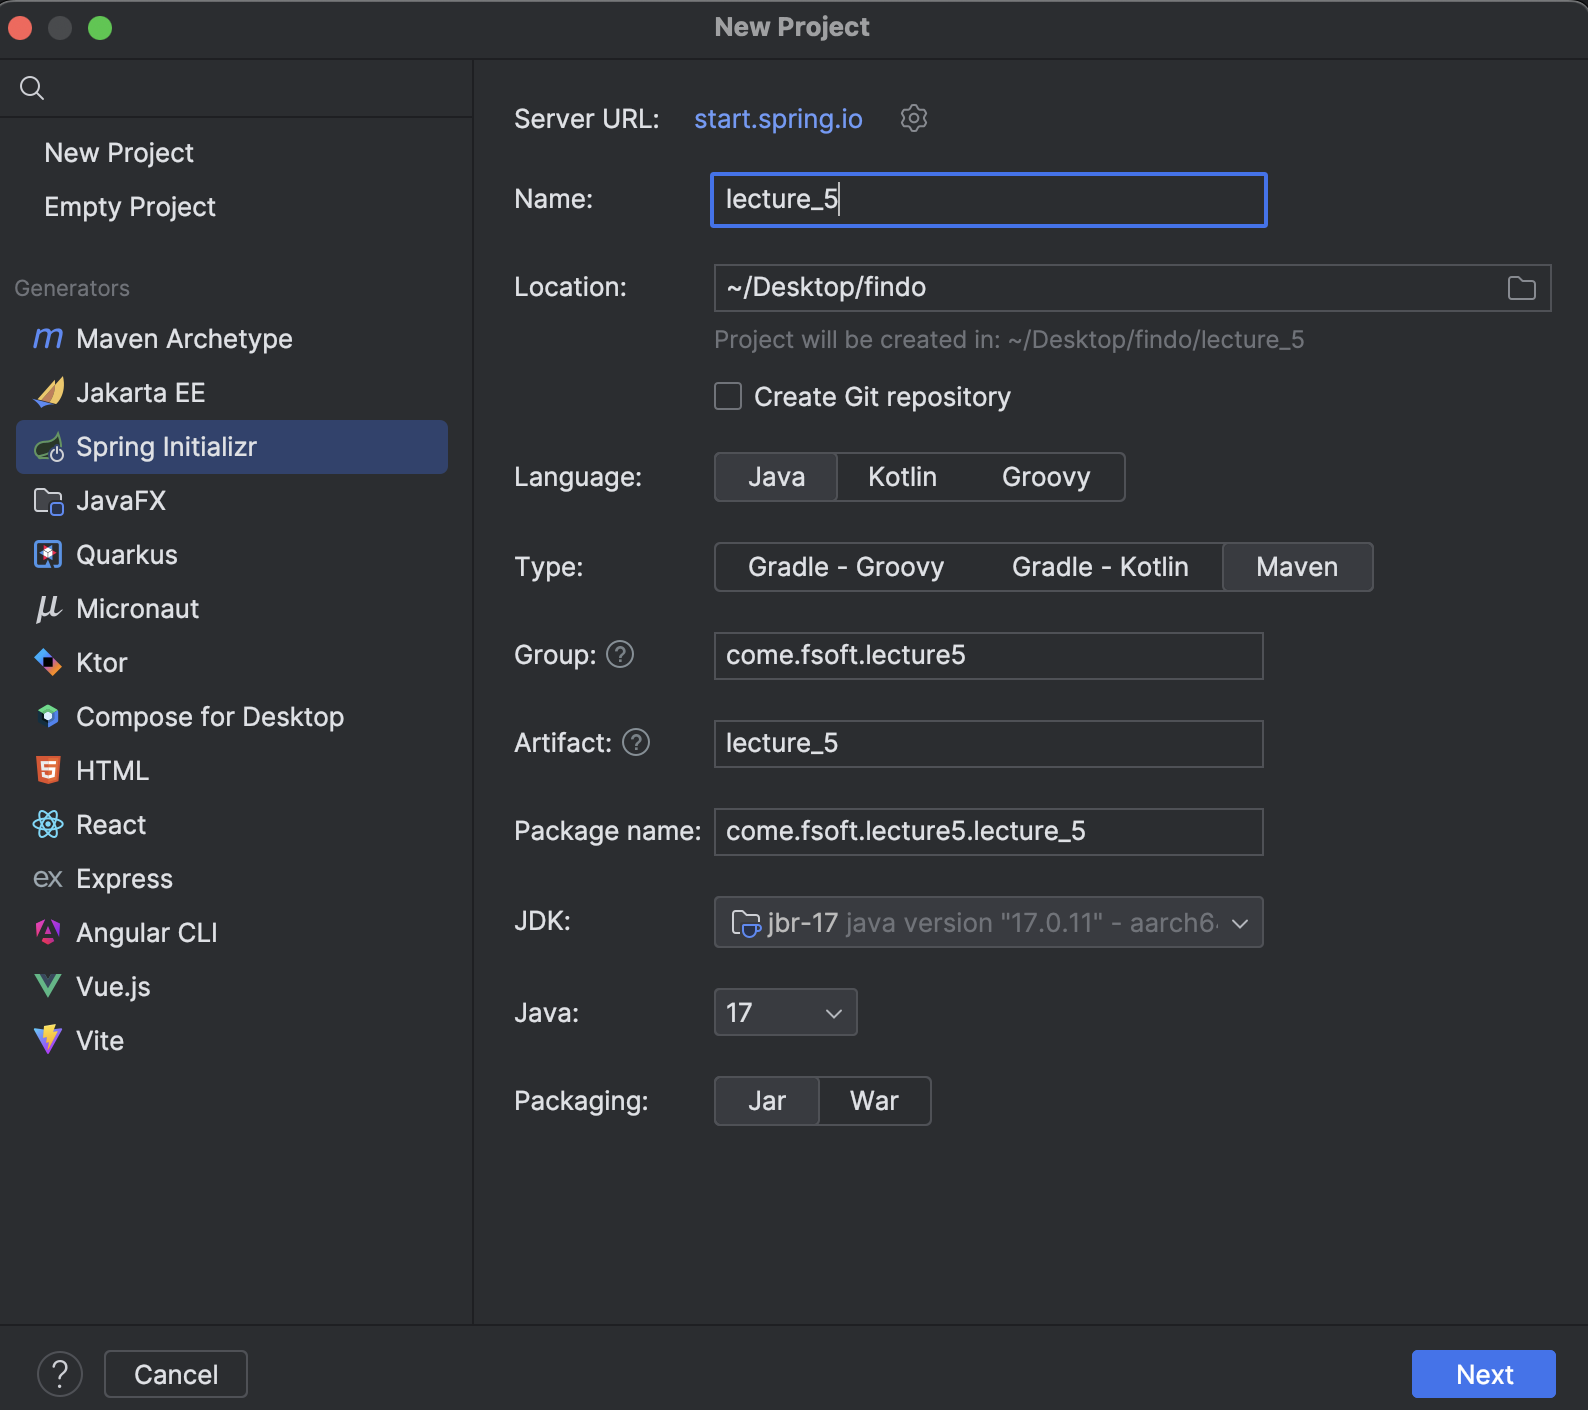 New Project
Server URL: start.spring.io
New Project
Empty Project
Generators
Maven Archetype
Jakarta EE
Spring Initializr
JavaFX
Quarkus
Micronaut
Ktor
Compose for Desktop
HTML
React
ex Express
Angular CLI
Vue.js
Vite
Name: lecture_5
Location: ~/Desktop/findo
Project will be created in: ~/Desktop/findo/lecture_5
Create Git repository
Language: Java Kotlin Groovy
Type: Gradle - Groovy Gradle - Kotlin Maven
Group: ? come.fsoft.lecture5
Artifact: ? lecture_5
Package name: come.fsoft.lecture5.lecture_5
JDK: jbr-17 java version "17.0.11" - aarch6
Java: 17
Packaging: Jar War
? Cancel Next